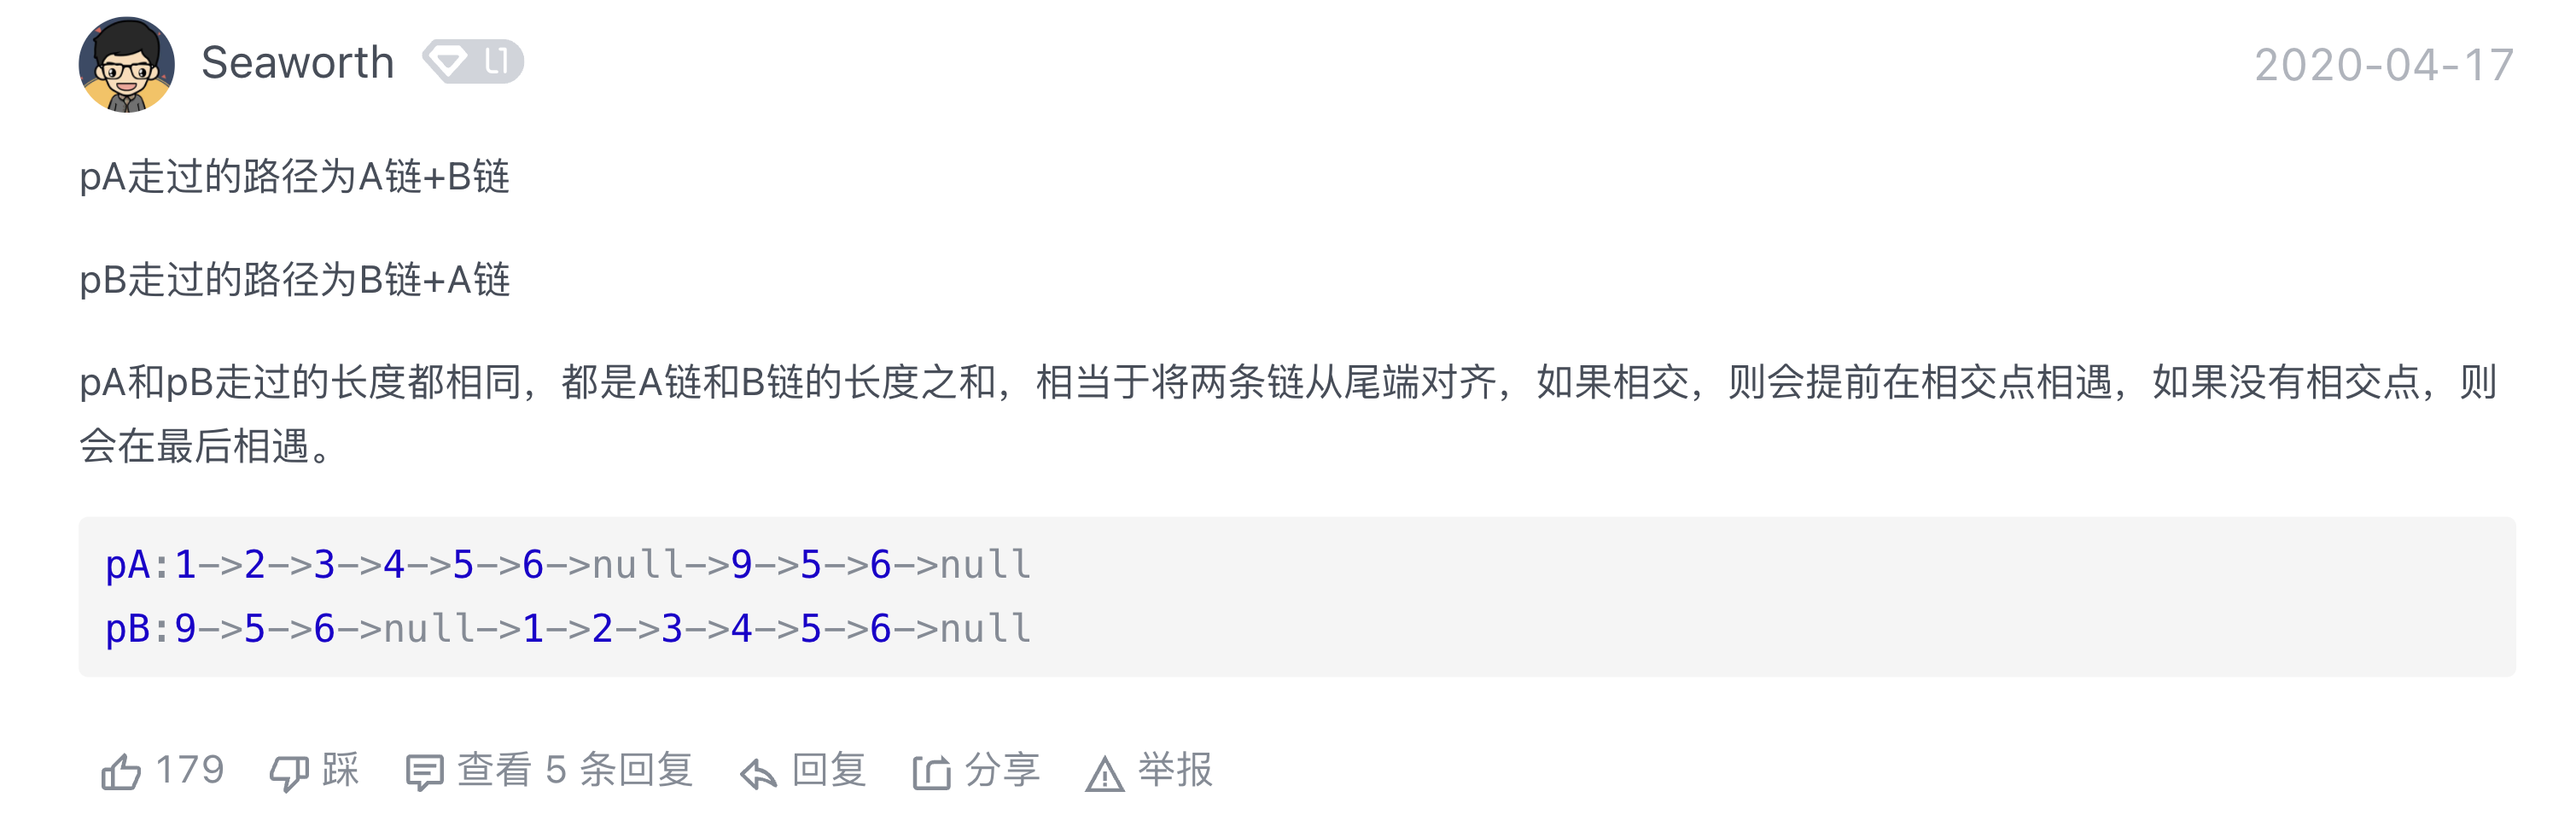 Seaworth L1 2020-04-17
pA走过的路径为A链+B链
pB走过的路径为B链+A链
pA和pB走过的长度都相同，都是A链和B链的长度之和，相当于将两条链从尾端对齐，如果相交，则会提前在相交点相遇，如果没有相交点，则
会在最后相遇。
pA:1->2->3->4->5->6->null->9->5->6->null
pB:9->5->6->null->1->2->3->4->5->6->null
179 踩 查看 5 条回复 回复 分享 举报